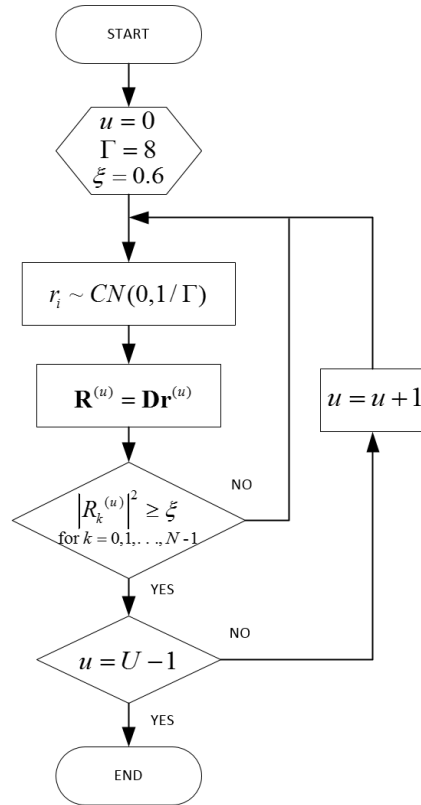 START
u = 0
Γ = 8
ξ = 0.6
r_i ~ CN(0,1/Γ)
R^(u) = Dr^(u)
u = u + 1
NO
|R_k^(u)|² ≥ ξ
for k = 0,1,...,N-1
YES
NO
u = U − 1
YES
END